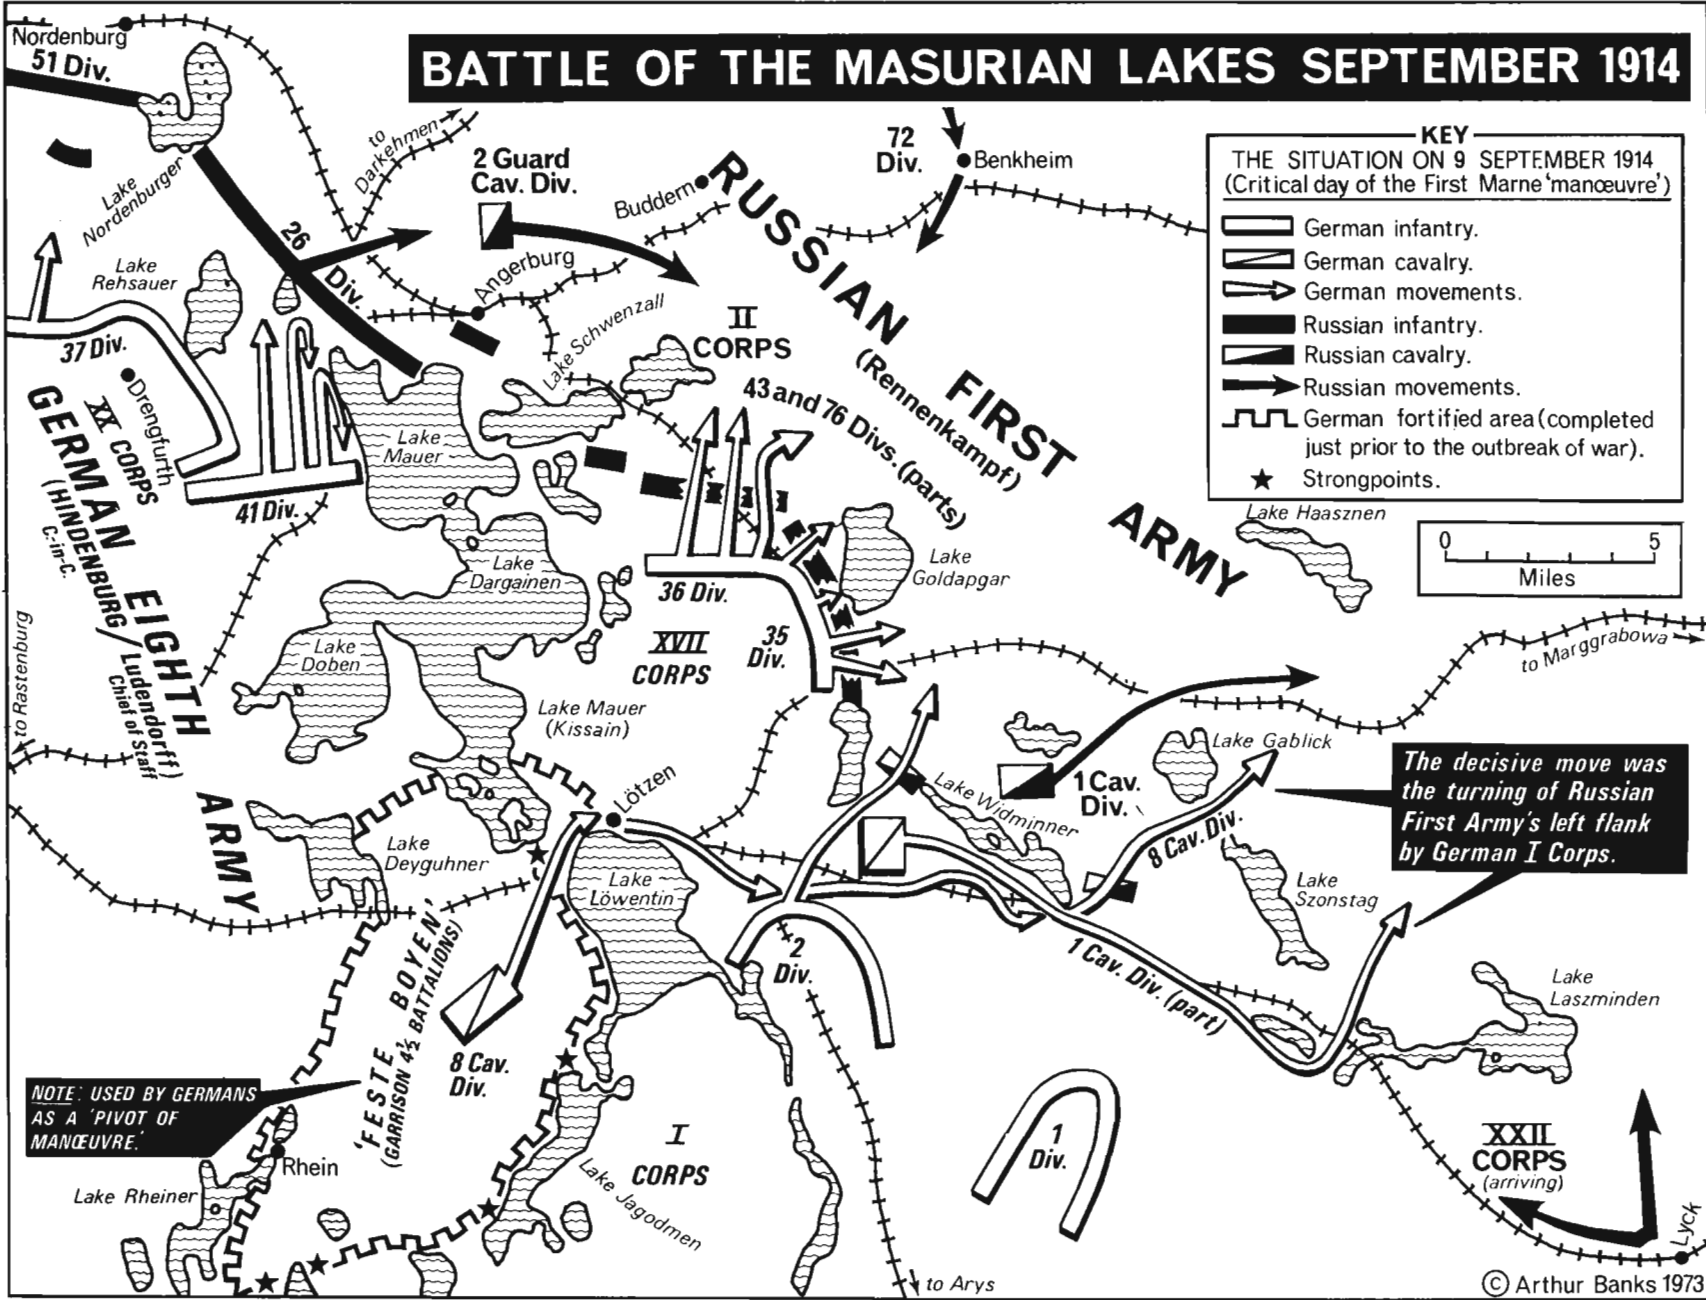 BATTLE OF THE MASURIAN LAKES SEPTEMBER 1914
KEY
THE SITUATION ON 9 SEPTEMBER 1914
(Critical day of the First Marne 'manœuvre')
German infantry.
German cavalry.
German movements.
Russian infantry.
Russian cavalry.
Russian movements.
German fortified area (completed
just prior to the outbreak of war).
Strongpoints.
0 5
Miles
Nordenburg
51 Div.
Lake
Nordenburger
to
Darkehmen
2 Guard
Cav. Div.
Buddern
72
Div.
Benkheim
RUSSIAN FIRST ARMY
(Rennenkampf)
26 Div.
Lake
Rehsauer
Angerburg
Lake Schwenzall
II
CORPS
43 and 76 Divs. (parts)
37 Div.
Drengfurth
XX CORPS
GERMAN EIGHTH ARMY
(HINDENBURG/Ludendorff)
C.-in-C.
Chief of Staff
41 Div.
Lake
Mauer
Lake
Dargainen
36 Div.
35
Div.
XVII
CORPS
Lake
Goldapgar
Lake Haasznen
to Marggrabowa
to Rastenburg
Lake
Doben
Lake Mauer
(Kissain)
Lötzen
Lake Widminner
1 Cav.
Div.
Lake Gablick
8 Cav. Div.
The decisive move was
the turning of Russian
First Army's left flank
by German I Corps.
Lake
Deyguhner
Lake
Löwentin
Lake
Szonstag
2
Div.
1 Cav. Div. (part)
Lake
Laszminden
'FESTE BOYEN'
(GARRISON 4½ BATTALIONS)
8 Cav.
Div.
NOTE: USED BY GERMANS
AS A 'PIVOT OF
MANŒUVRE.'
Rhein
Lake Rheiner
I
CORPS
Lake Jagodmen
1
Div.
XXII
CORPS
(arriving)
Lyck
to Arys
© Arthur Banks 1973